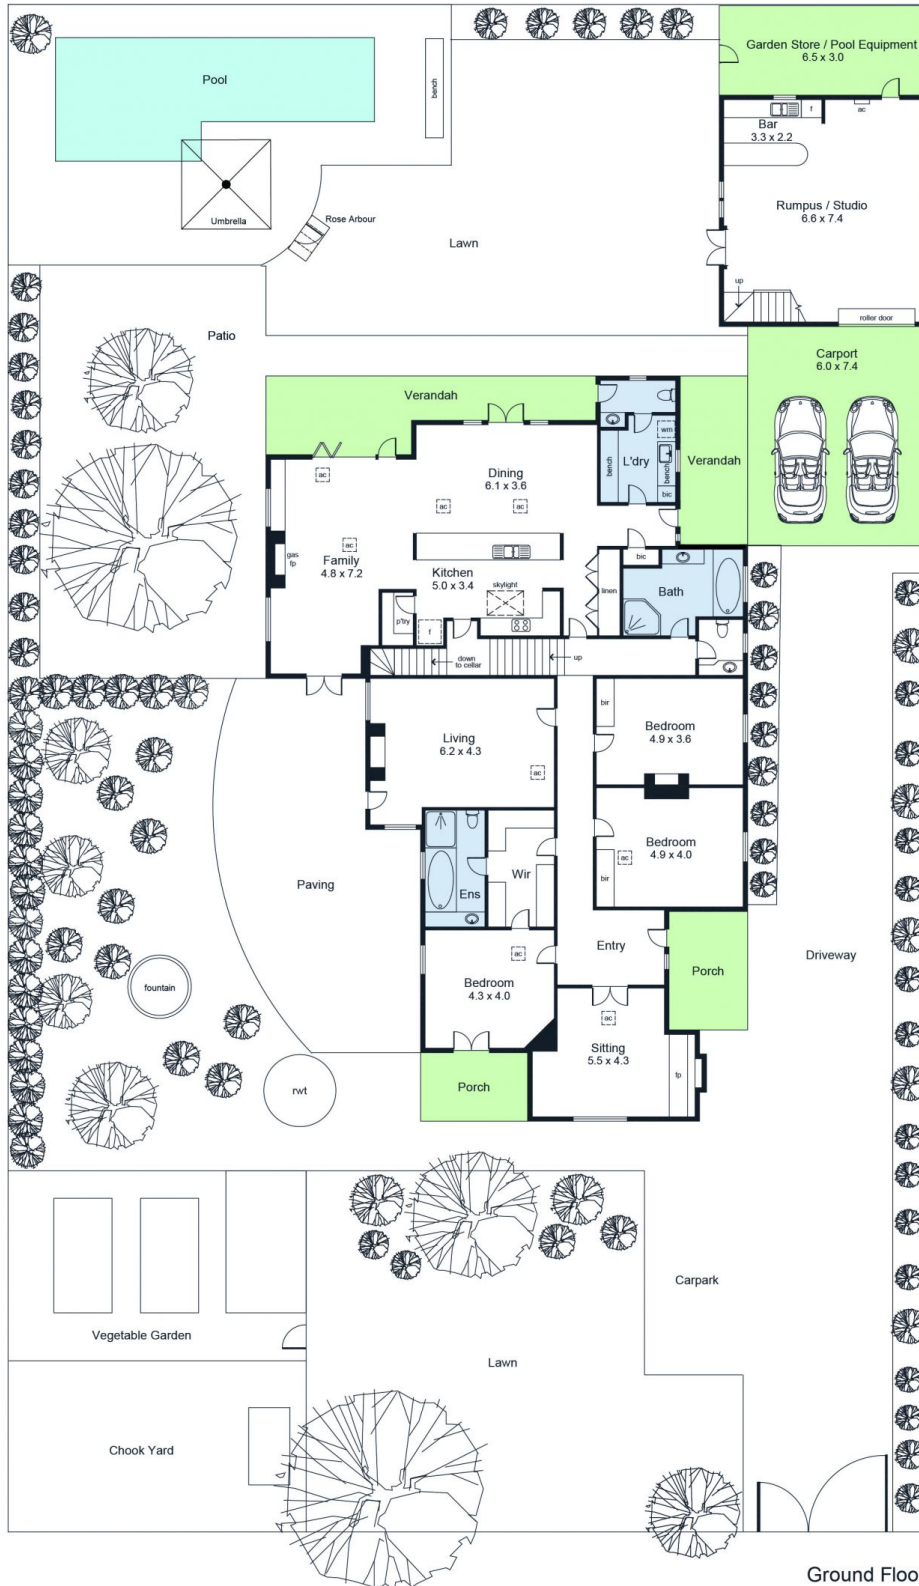 Garden Store / Pool Equipment
6.5 x 3.0
Pool
bench
f
ac
Bar
3.3 x 2.2
Umbrella
Rose Arbour
Rumpus / Studio
6.6 x 7.4
Lawn
up
roller door
Patio
Carport
6.0 x 7.4
Verandah
wm
bench
L'dry
bench
bic
Verandah
ac
Dining
6.1 x 3.6
ac
ac
gas
fp
ac
Family
4.8 x 7.2
Kitchen
5.0 x 3.4
skylight
bic
linen
Bath
p'try
f
down
to cellar
up
bir
Bedroom
4.9 x 3.6
Living
6.2 x 4.3
ac
Bedroom
4.9 x 4.0
ac
bir
Wir
Ens
Paving
Entry
ac
Bedroom
4.3 x 4.0
Porch
Driveway
fountain
ac
Sitting
5.5 x 4.3
fp
rwt
Porch
Carpark
Vegetable Garden
Lawn
Chook Yard
Ground Floo